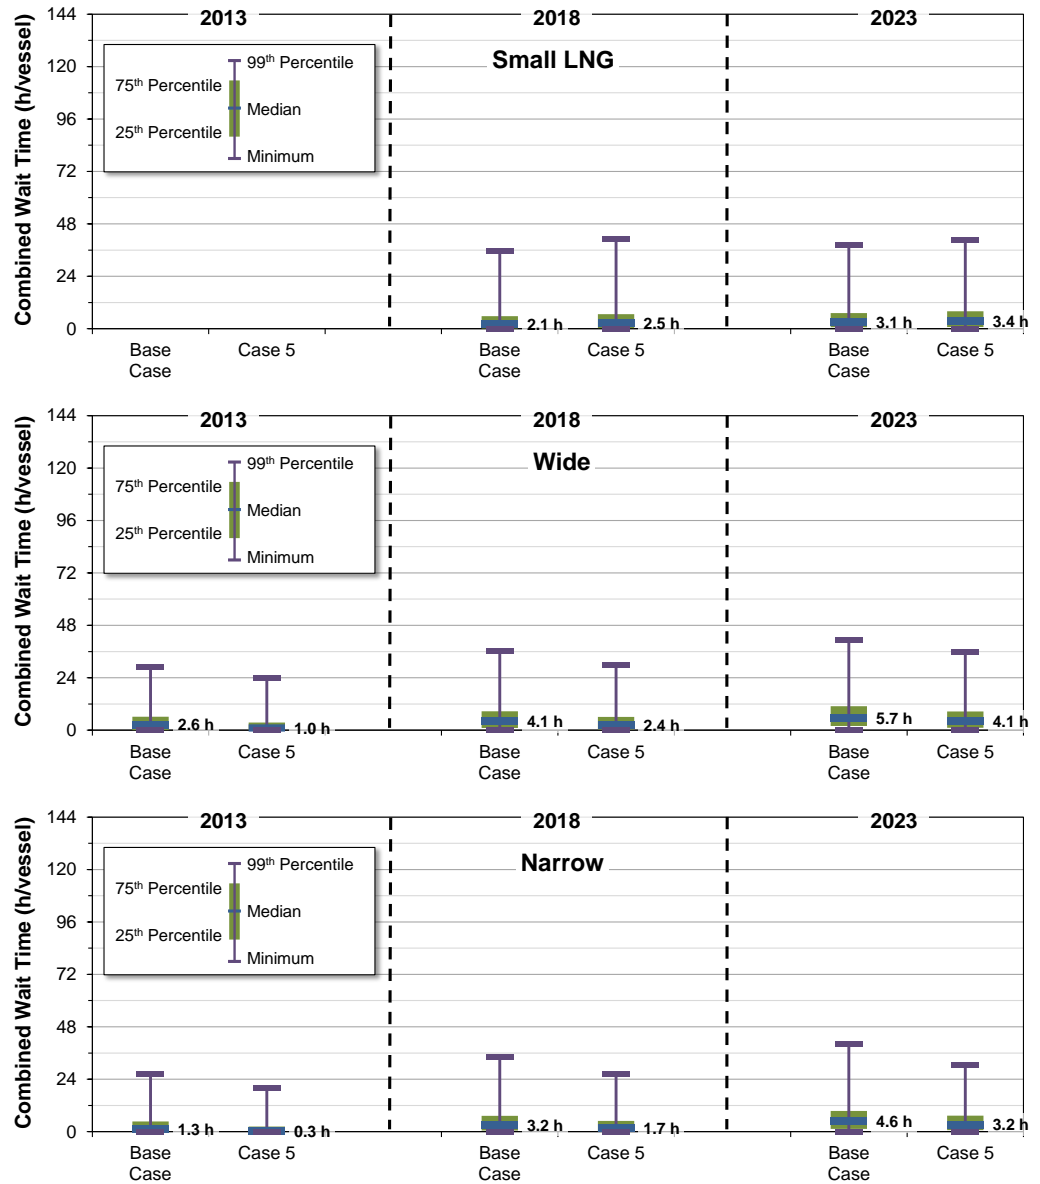 Combined Wait Time (h/vessel)
144
120
96
72
48
24
0
2013
2018
2023
Small LNG
99th Percentile
75th Percentile
Median
25th Percentile
Minimum
2.1 h
2.5 h
3.1 h
3.4 h
Base Case
Case 5
Base Case
Case 5
Base Case
Case 5
Combined Wait Time (h/vessel)
144
120
96
72
48
24
0
2013
2018
2023
Wide
99th Percentile
75th Percentile
Median
25th Percentile
Minimum
2.6 h
1.0 h
4.1 h
2.4 h
5.7 h
4.1 h
Base Case
Case 5
Base Case
Case 5
Base Case
Case 5
Combined Wait Time (h/vessel)
144
120
96
72
48
24
0
2013
2018
2023
Narrow
99th Percentile
75th Percentile
Median
25th Percentile
Minimum
1.3 h
0.3 h
3.2 h
1.7 h
4.6 h
3.2 h
Base Case
Case 5
Base Case
Case 5
Base Case
Case 5